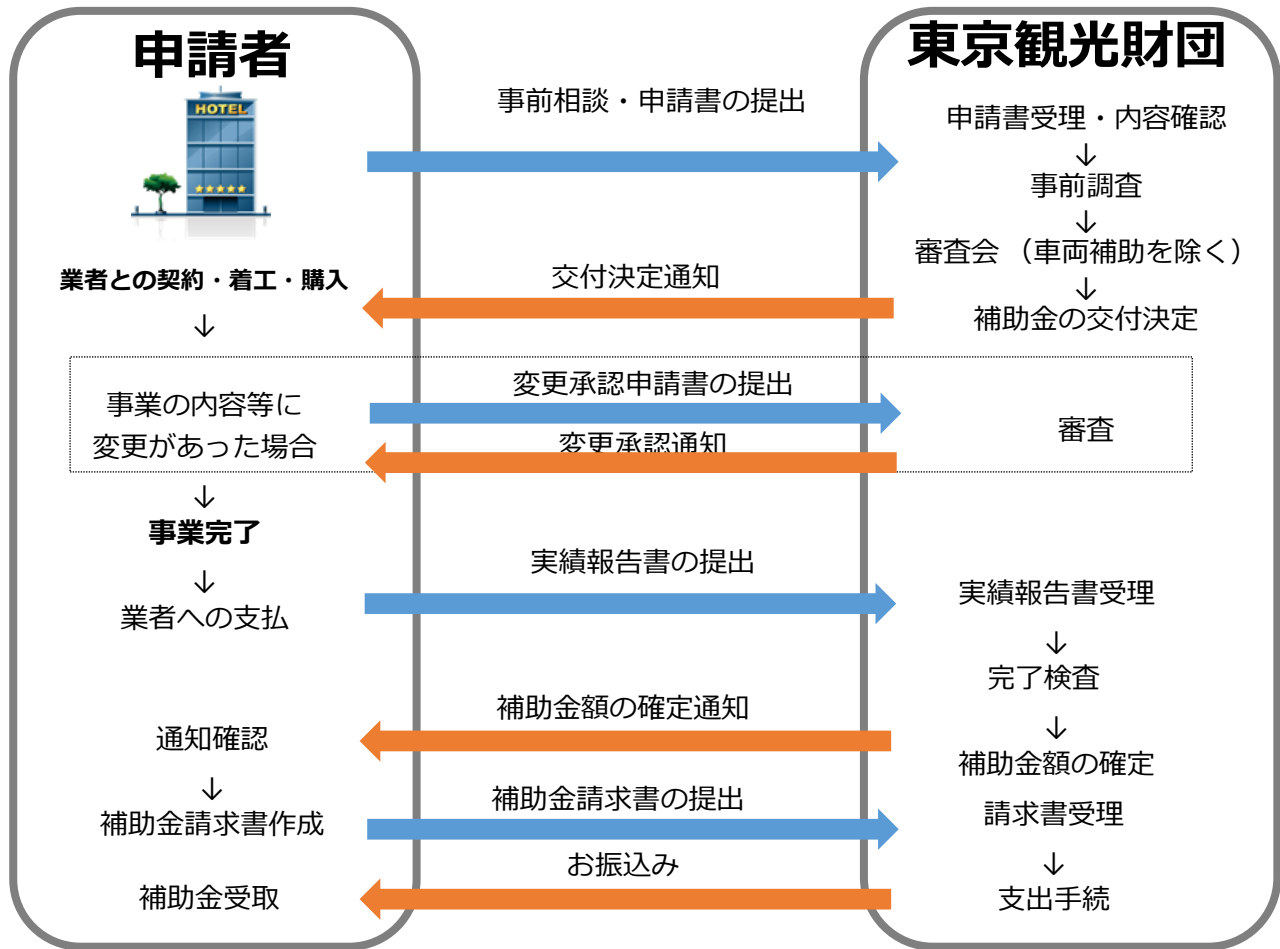 申請者
東京観光財団
HOTEL
事前相談・申請書の提出
申請書受理・内容確認
↓
事前調査
↓
審査会 (車両補助を除く)
↓
補助金の交付決定
交付決定通知
業者との契約・着工・購入
↓
事業の内容等に
変更があった場合
変更承認申請書の提出
変更承認通知
審査
↓
事業完了
↓
業者への支払
実績報告書の提出
実績報告書受理
↓
完了検査
↓
補助金額の確定
補助金額の確定通知
通知確認
↓
補助金請求書作成
補助金請求書の提出
請求書受理
↓
支出手続
お振込み
補助金受取